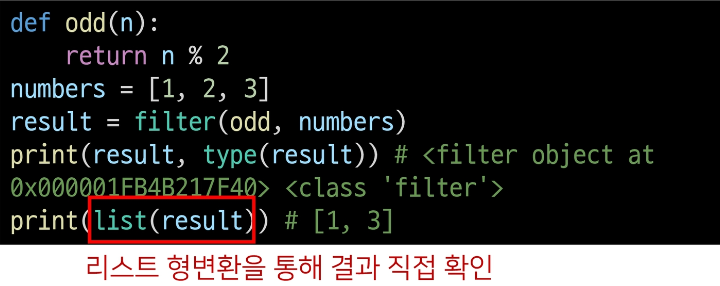 def odd(n):
    return n % 2
numbers = [1, 2, 3]
result = filter(odd, numbers)
print(result, type(result)) # <filter object at
0x000001FB4B217F40> <class 'filter'>
print(list(result)) # [1, 3]
리스트 형변환을 통해 결과 직접 확인